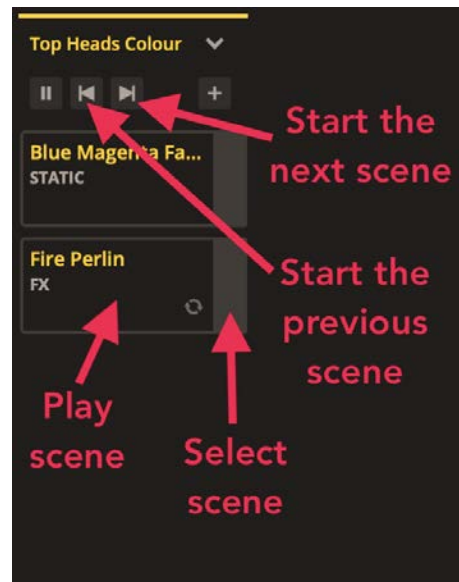 Top Heads Colour
Start the
next scene
Blue Magenta Fa...
STATIC
Fire Perlin
FX
Start the
previous
scene
Play
scene
Select
scene